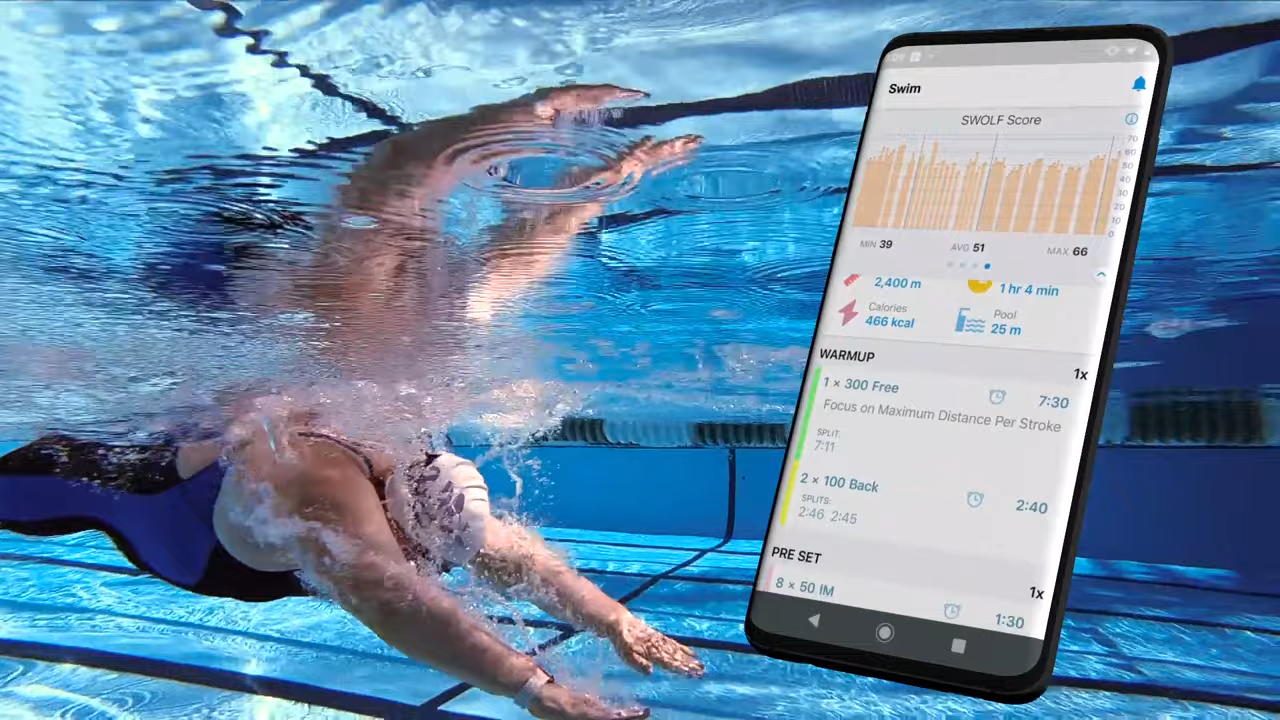 Swim
SWOLF Score
70
60
50
40
30
20
10
0
MIN 39 AVG 51 MAX 66
2,400 m 1 hr 4 min
Calories Pool
466 kcal 25 m
WARMUP 1x
1 × 300 Free 7:30
Focus on Maximum Distance Per Stroke
SPLIT:
7:11
2 × 100 Back 2:40
SPLITS:
2:46 2:45
PRE SET 1x
8 × 50 IM 1:30